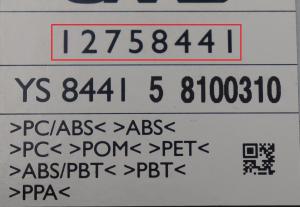 12758441
YS 8441 5 8100310
>PC/ABS< >ABS<
>PC< >POM< >PET<
>ABS/PBT< >PBT<
>PPA<